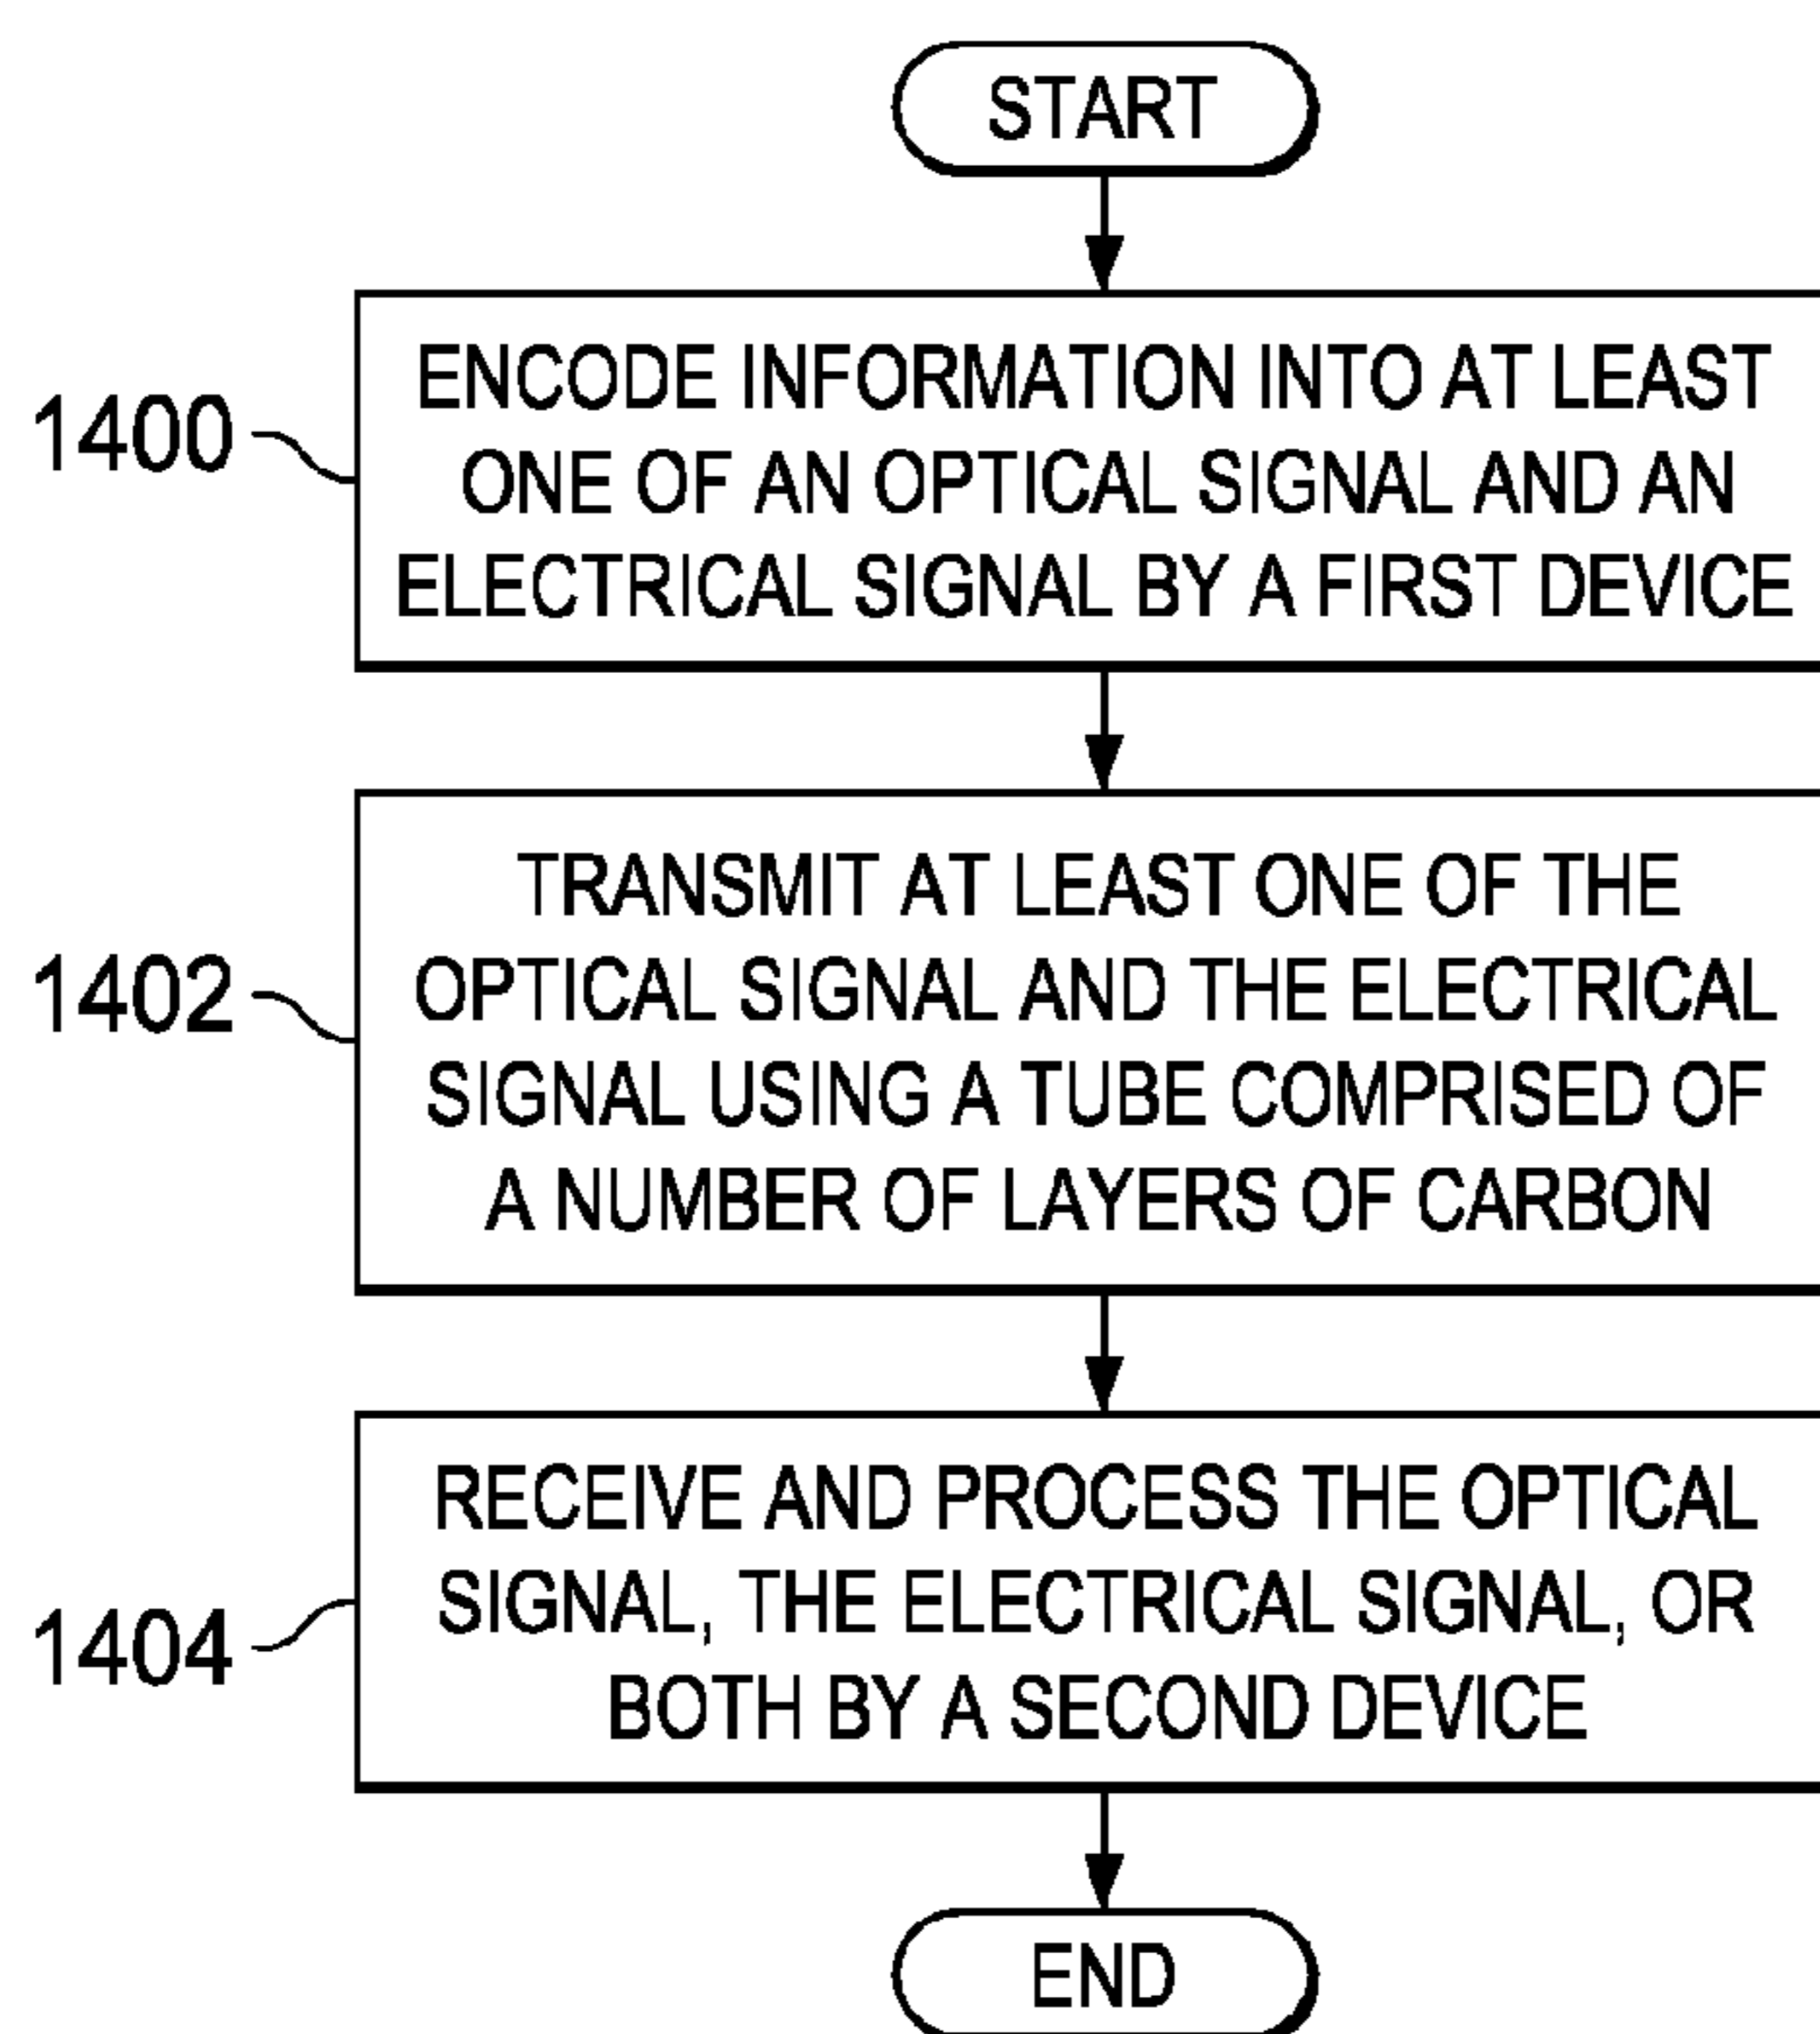 START
1400
ENCODE INFORMATION INTO AT LEAST
ONE OF AN OPTICAL SIGNAL AND AN
ELECTRICAL SIGNAL BY A FIRST DEVICE
1402
TRANSMIT AT LEAST ONE OF THE
OPTICAL SIGNAL AND THE ELECTRICAL
SIGNAL USING A TUBE COMPRISED OF
A NUMBER OF LAYERS OF CARBON
1404
RECEIVE AND PROCESS THE OPTICAL
SIGNAL, THE ELECTRICAL SIGNAL, OR
BOTH BY A SECOND DEVICE
END